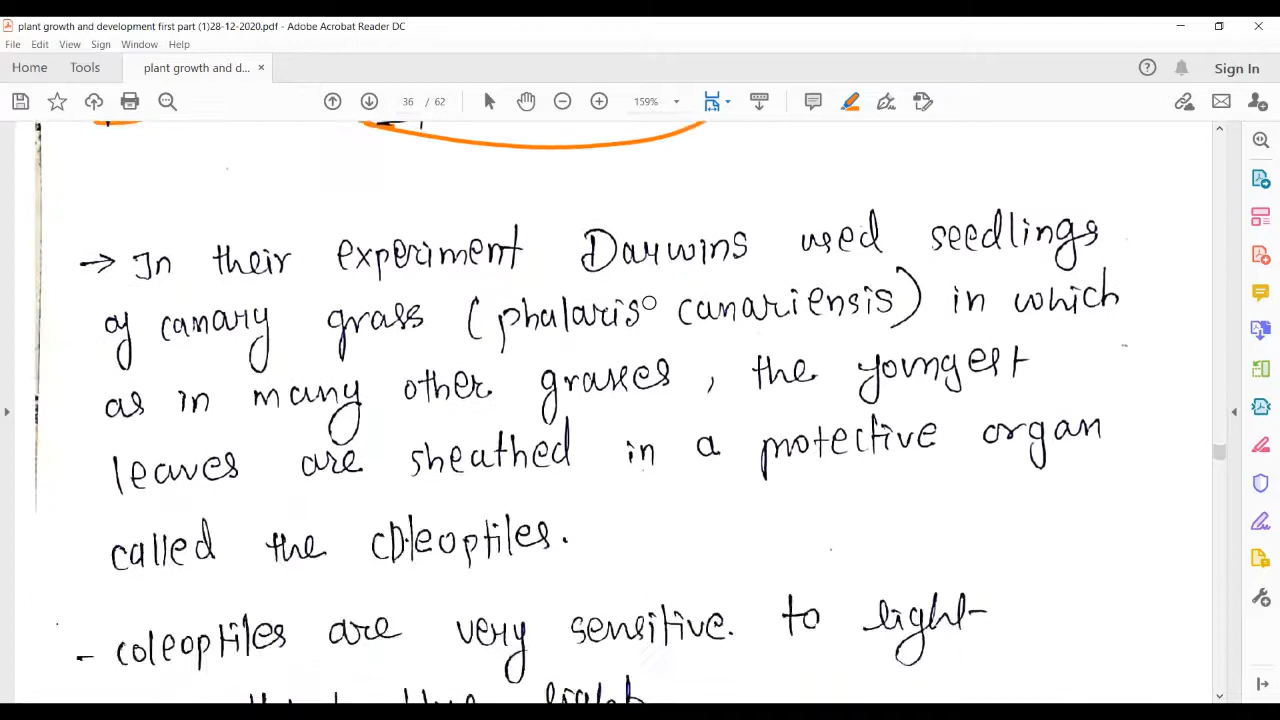 plant growth and development first part (1)28-12-2020.pdf - Adobe Acrobat Reader DC
File Edit View Sign Window Help
Home Tools plant growth and d... × Sign In
36 / 62 159%
→ In their experiment Darwins used seedlings
of canary grass (phalaris canariensis) in which
as in many other grasses, the youngest
leaves are sheathed in a protective organ
called the coleoptiles.
- coleoptiles are very sensitive to light
light